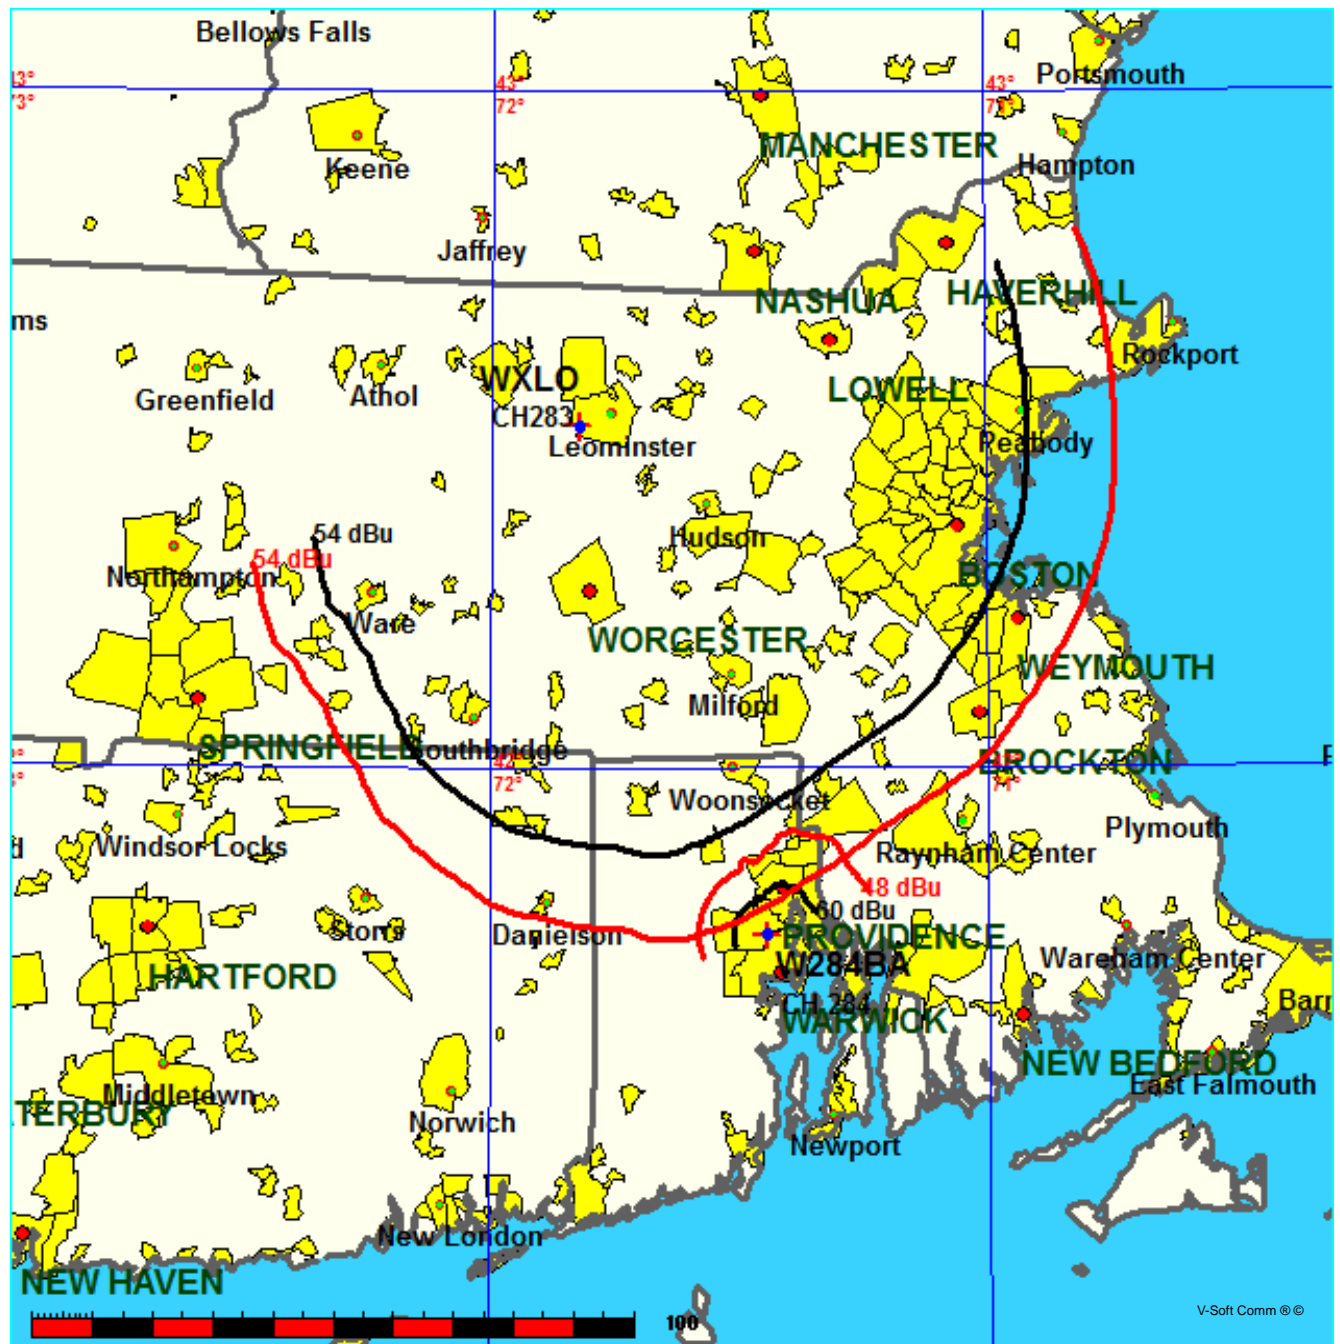 Bellows Falls
Portsmouth
43°
73°
43°
72°
43°
71°
MANCHESTER
Keene
Hampton
Jaffrey
NASHUA
HAVERHILL
ms
Rockport
WXLO
Greenfield
Athol
LOWELL
CH283
Leominster
Peabody
54 dBu
54 dBu
Hudson
Northampton
BOSTON
Ware
WORCESTER
WEYMOUTH
Milford
SPRINGFIELD
Southbridge
42°
72°
BROCKTON
71°
Woonsocket
Plymouth
Windsor Locks
d
Raynham Center
48 dBu
60 dBu
Storrs
Danielson
PROVIDENCE
Wareham Center
W284BA
HARTFORD
CH 284
Barn
WARWICK
NEW BEDFORD
East Falmouth
Middletown
TERBURY
Norwich
Newport
New London
NEW HAVEN
V-Soft Comm ® ©
100